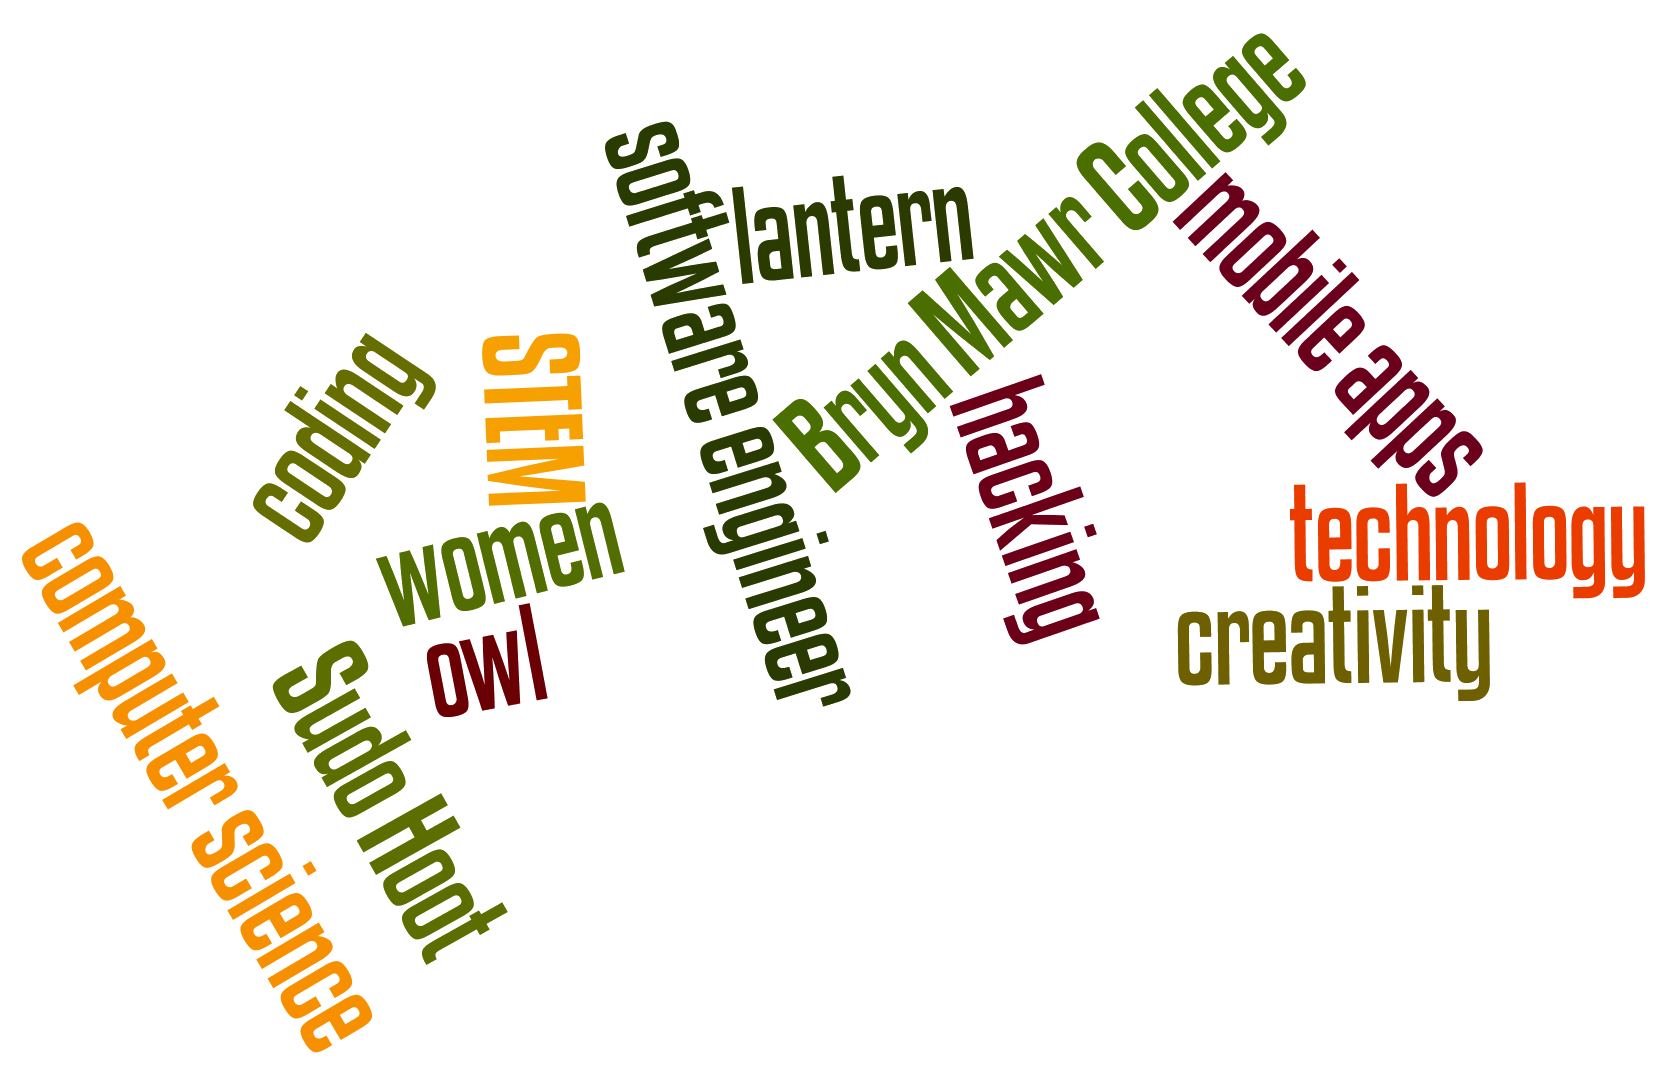 software engineer
lantern
Bryn Mawr College
mobile apps
coding
STEM
hacking
technology
women
creativity
owl
computer science
Sudo Hoot